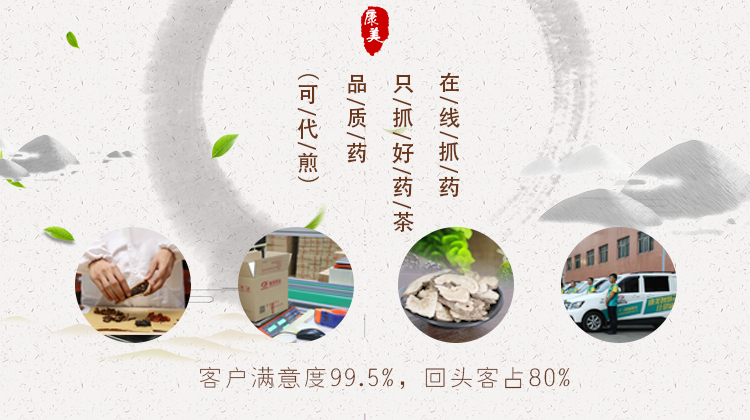 康美
在/线/抓/药
只/抓/好/药/茶
品/质/药
(可/代/煎)
客户满意度99.5%，回头客占80%